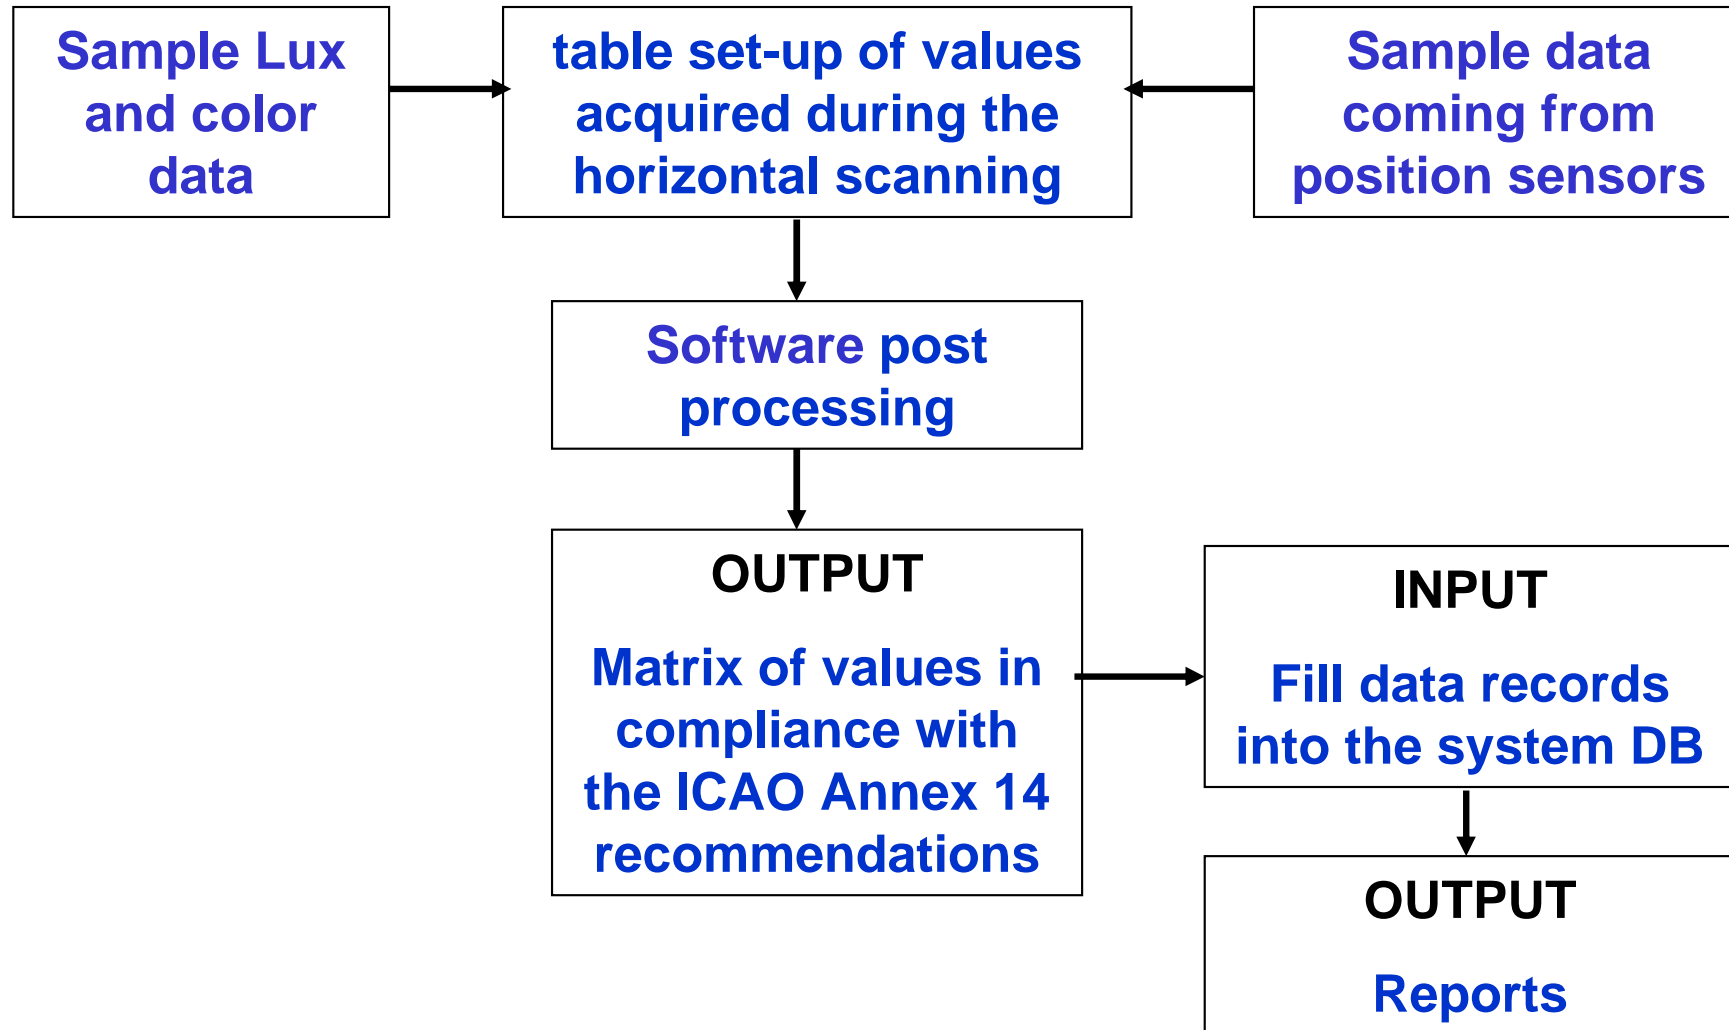 Sample Lux
and color
data
table set-up of values
acquired during the
horizontal scanning
Sample data
coming from
position sensors
Software post
processing
OUTPUT
Matrix of values in
compliance with
the ICAO Annex 14
recommendations
INPUT
Fill data records
into the system DB
OUTPUT
Reports